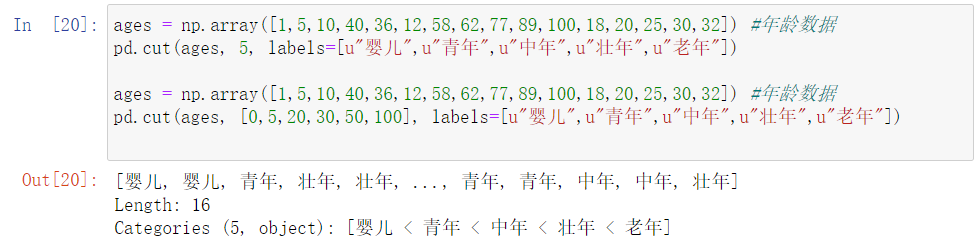 In [20]: ages = np.array([1,5,10,40,36,12,58,62,77,89,100,18,20,25,30,32]) #年龄数据
pd.cut(ages, 5, labels=[u"婴儿",u"青年",u"中年",u"壮年",u"老年"])
ages = np.array([1,5,10,40,36,12,58,62,77,89,100,18,20,25,30,32]) #年龄数据
pd.cut(ages, [0,5,20,30,50,100], labels=[u"婴儿",u"青年",u"中年",u"壮年",u"老年"])
Out[20]: [婴儿, 婴儿, 青年, 壮年, 壮年, ..., 青年, 青年, 中年, 中年, 壮年]
Length: 16
Categories (5, object): [婴儿 < 青年 < 中年 < 壮年 < 老年]